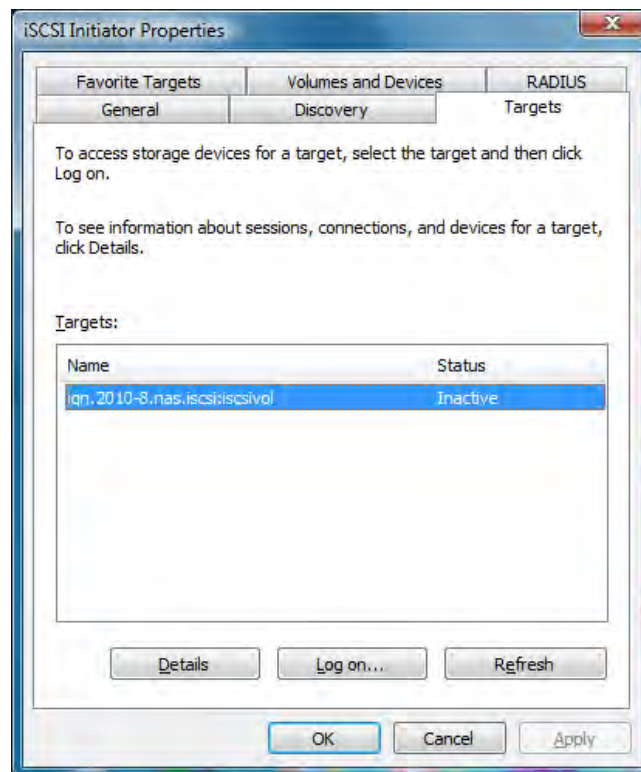 iSCSI Initiator Properties
Favorite Targets Volumes and Devices RADIUS
General Discovery Targets
To access storage devices for a target, select the target and then click
Log on.
To see information about sessions, connections, and devices for a target,
click Details.
Targets:
Name Status
iqn.2010-8.nas.iscsi:iscsivol Inactive
Details Log on... Refresh
OK Cancel Apply